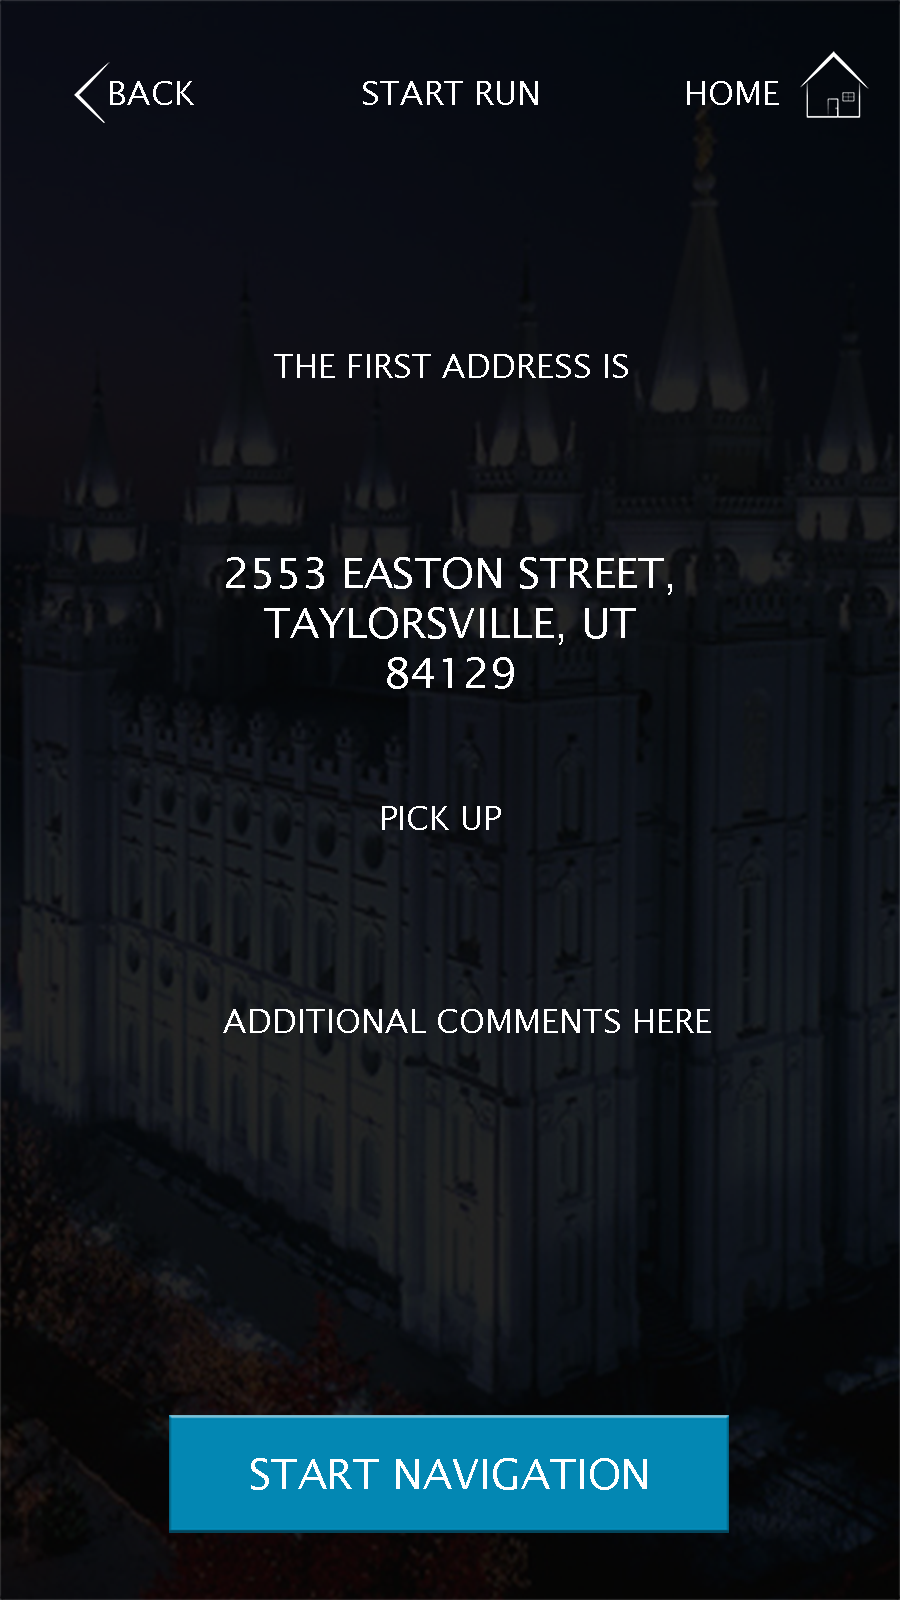 BACK
START RUN
HOME
THE FIRST ADDRESS IS
2553 EASTON STREET,
TAYLORSVILLE, UT
84129
PICK UP
ADDITIONAL COMMENTS HERE
START NAVIGATION